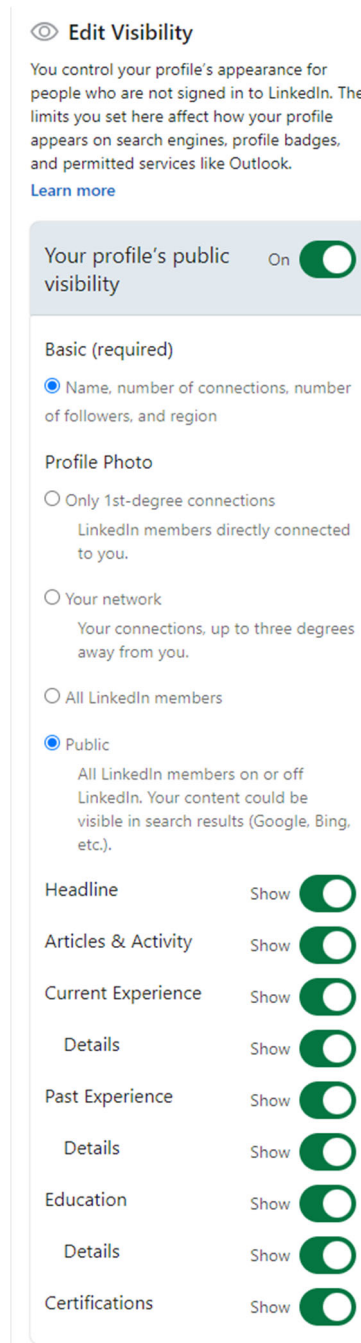 Edit Visibility
You control your profile's appearance for
people who are not signed in to LinkedIn. The
limits you set here affect how your profile
appears on search engines, profile badges,
and permitted services like Outlook.
Learn more
Your profile's public On
visibility
Basic (required)
Name, number of connections, number
of followers, and region
Profile Photo
Only 1st-degree connections
LinkedIn members directly connected
to you.
Your network
Your connections, up to three degrees
away from you.
All LinkedIn members
Public
All LinkedIn members on or off
LinkedIn. Your content could be
visible in search results (Google, Bing,
etc.).
Headline Show
Articles & Activity Show
Current Experience Show
Details Show
Past Experience Show
Details Show
Education Show
Details Show
Certifications Show